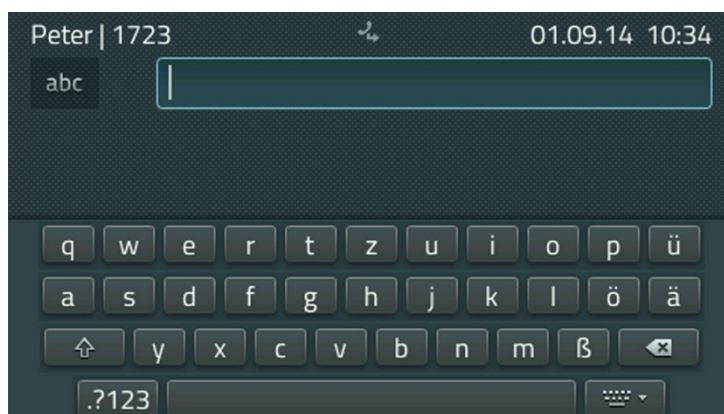 Peter | 1723 01.09.14 10:34
abc
q w e r t z u i o p ü
a s d f g h j k l ö ä
y x c v b n m ß
.?123